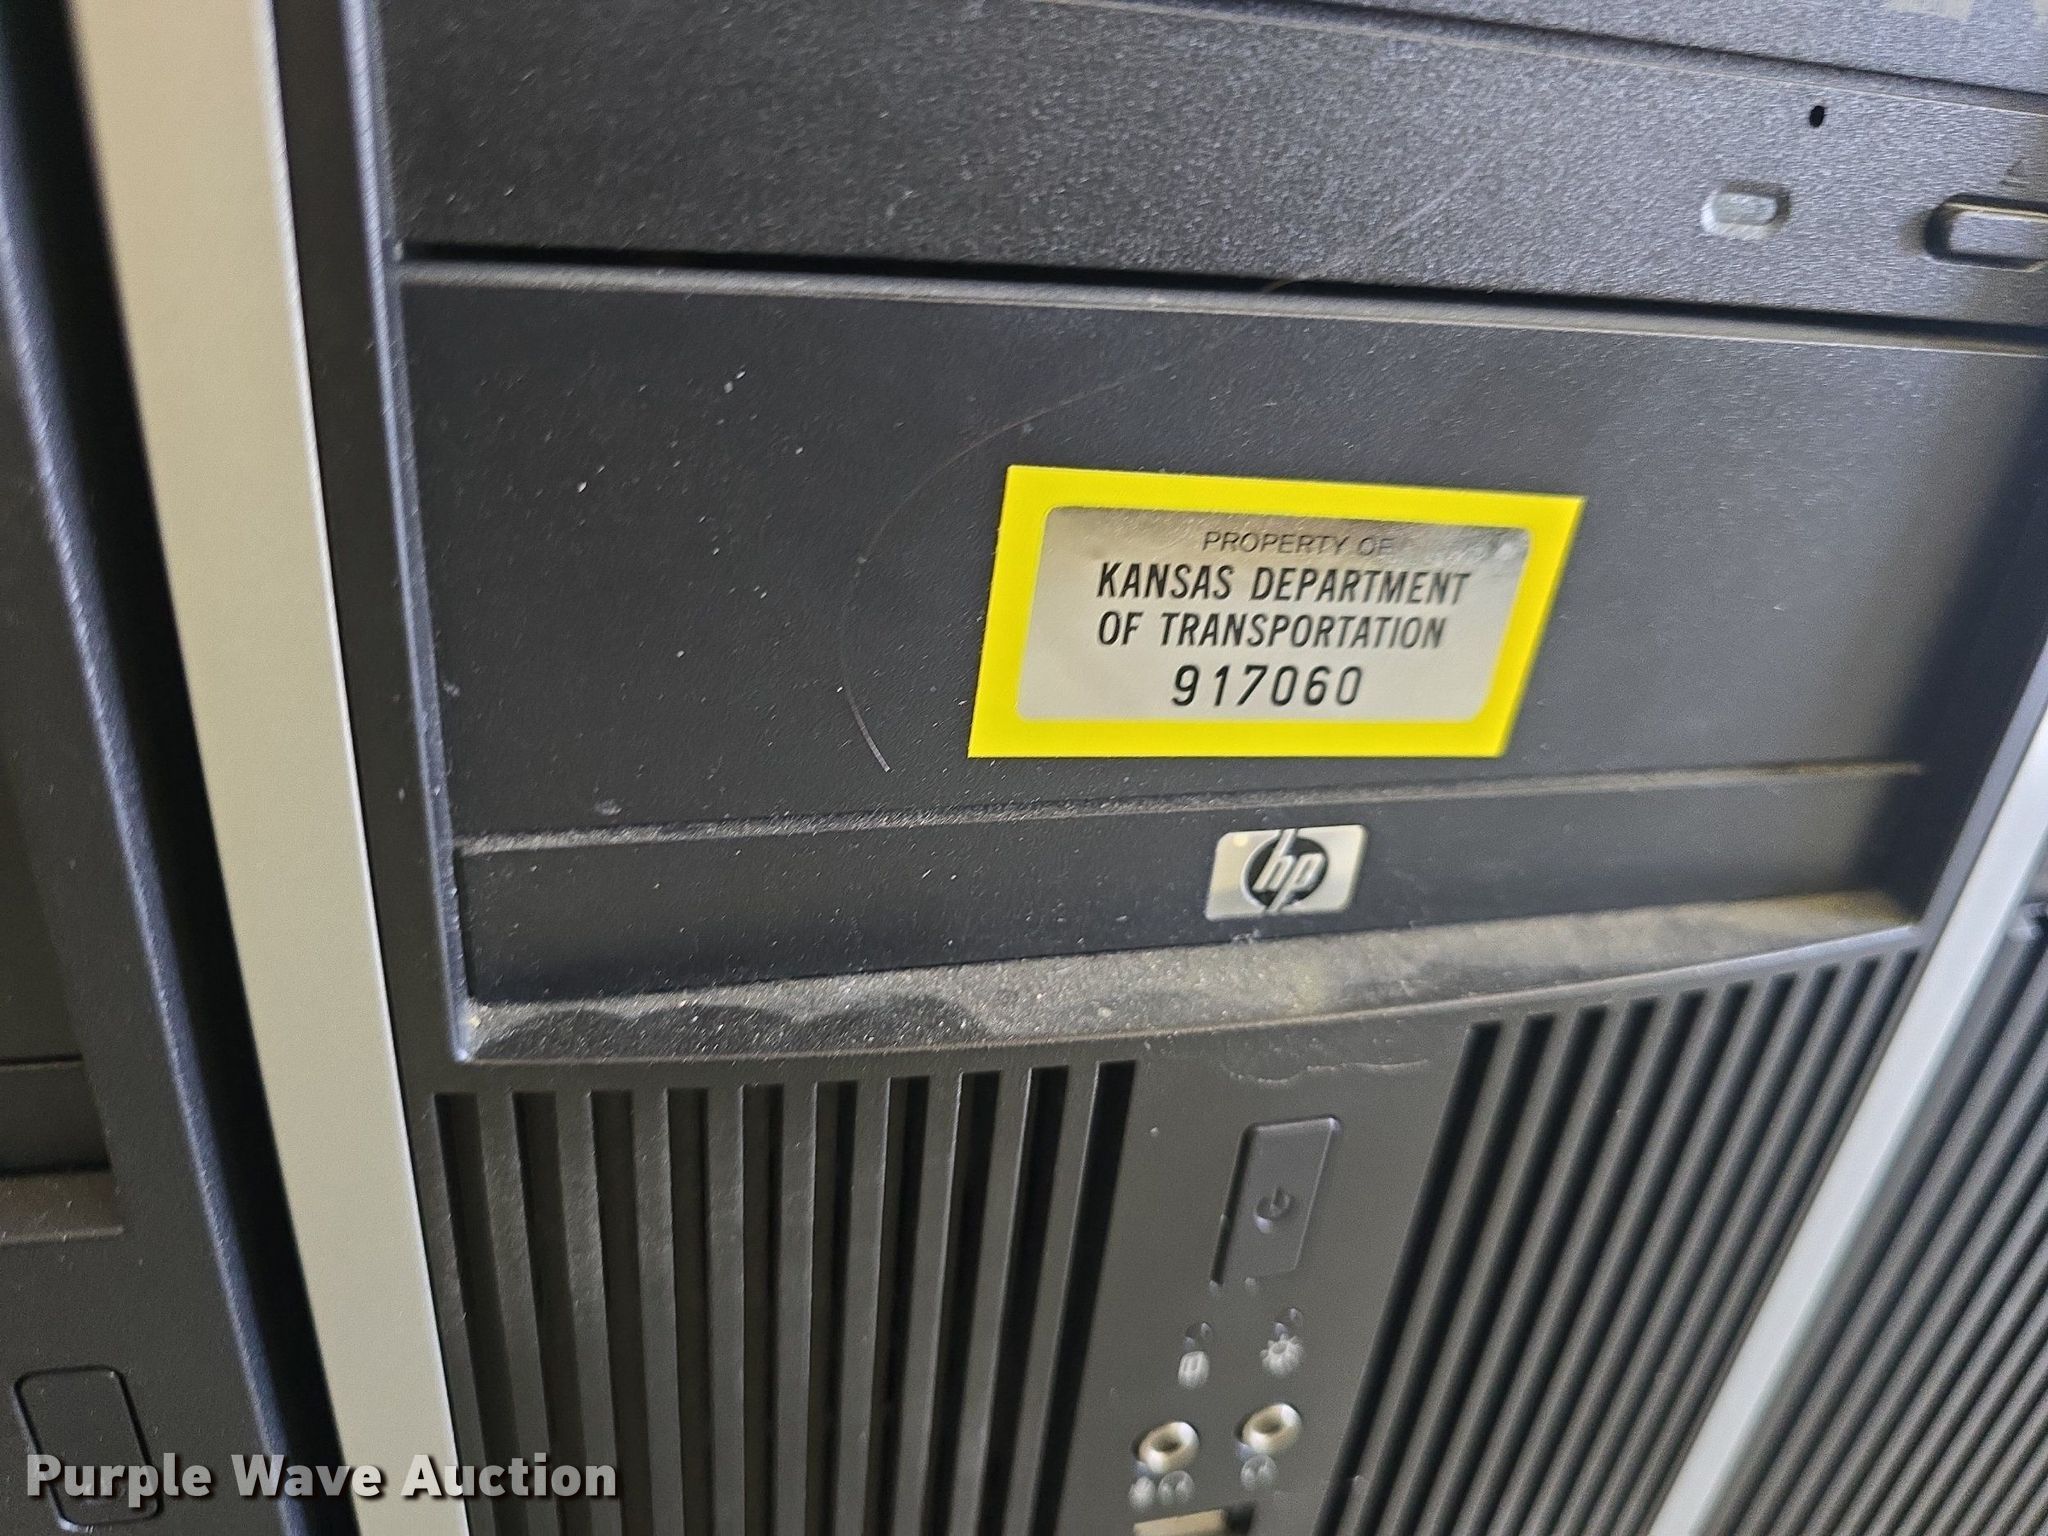 PROPERTY OF
KANSAS DEPARTMENT
OF TRANSPORTATION
917060
hp
Purple Wave Auction